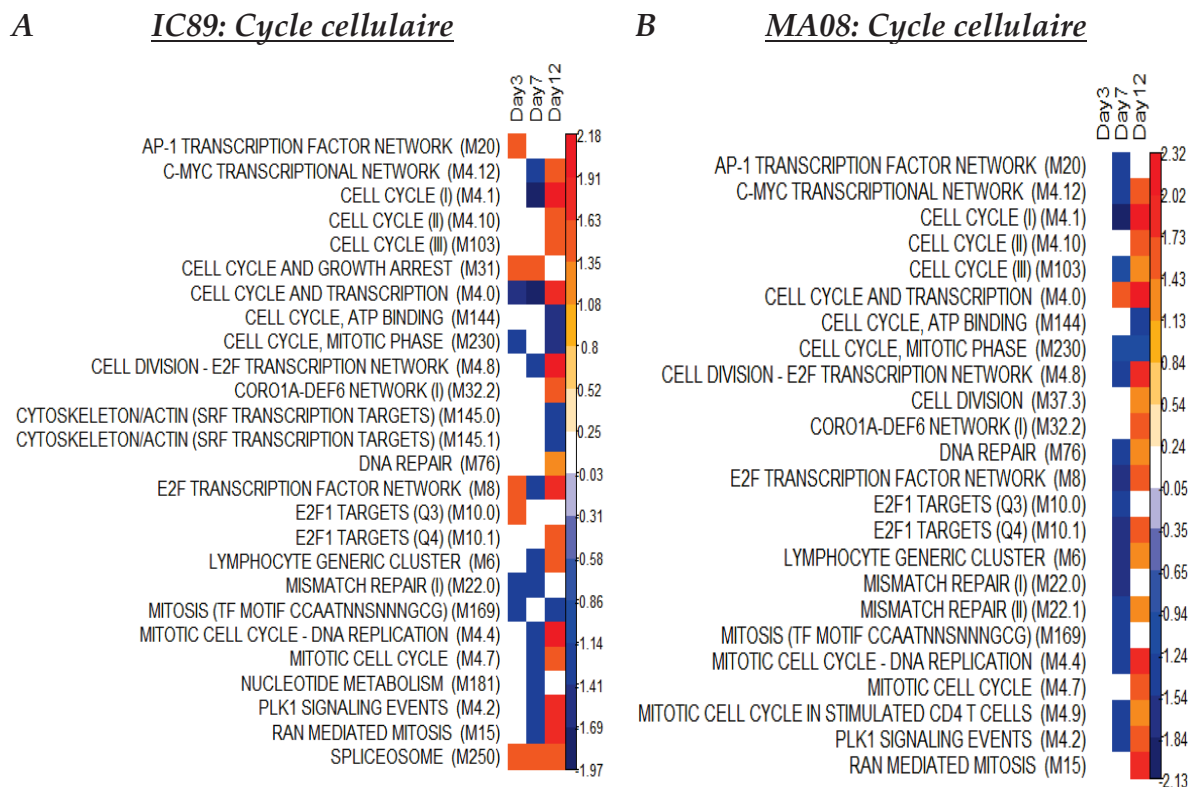 A
IC89: Cycle cellulaire
Day3
Day7
Day12
AP-1 TRANSCRIPTION FACTOR NETWORK (M20)
C-MYC TRANSCRIPTIONAL NETWORK (M4.12)
CELL CYCLE (I) (M4.1)
CELL CYCLE (II) (M4.10)
CELL CYCLE (III) (M103)
CELL CYCLE AND GROWTH ARREST (M31)
CELL CYCLE AND TRANSCRIPTION (M4.0)
CELL CYCLE, ATP BINDING (M144)
CELL CYCLE, MITOTIC PHASE (M230)
CELL DIVISION - E2F TRANSCRIPTION NETWORK (M4.8)
CORO1A-DEF6 NETWORK (I) (M32.2)
CYTOSKELETON/ACTIN (SRF TRANSCRIPTION TARGETS) (M145.0)
CYTOSKELETON/ACTIN (SRF TRANSCRIPTION TARGETS) (M145.1)
DNA REPAIR (M76)
E2F TRANSCRIPTION FACTOR NETWORK (M8)
E2F1 TARGETS (Q3) (M10.0)
E2F1 TARGETS (Q4) (M10.1)
LYMPHOCYTE GENERIC CLUSTER (M6)
MISMATCH REPAIR (I) (M22.0)
MITOSIS (TF MOTIF CCAATNNSNNNGCG) (M169)
MITOTIC CELL CYCLE - DNA REPLICATION (M4.4)
MITOTIC CELL CYCLE (M4.7)
NUCLEOTIDE METABOLISM (M181)
PLK1 SIGNALING EVENTS (M4.2)
RAN MEDIATED MITOSIS (M15)
SPLICEOSOME (M250)
2.18
1.91
1.63
1.35
1.08
0.8
0.52
0.25
-0.03
-0.31
-0.58
-0.86
-1.14
-1.41
-1.69
-1.97
B
MA08: Cycle cellulaire
Day3
Day7
Day12
AP-1 TRANSCRIPTION FACTOR NETWORK (M20)
C-MYC TRANSCRIPTIONAL NETWORK (M4.12)
CELL CYCLE (I) (M4.1)
CELL CYCLE (II) (M4.10)
CELL CYCLE (III) (M103)
CELL CYCLE AND TRANSCRIPTION (M4.0)
CELL CYCLE, ATP BINDING (M144)
CELL CYCLE, MITOTIC PHASE (M230)
CELL DIVISION - E2F TRANSCRIPTION NETWORK (M4.8)
CELL DIVISION (M37.3)
CORO1A-DEF6 NETWORK (I) (M32.2)
DNA REPAIR (M76)
E2F TRANSCRIPTION FACTOR NETWORK (M8)
E2F1 TARGETS (Q3) (M10.0)
E2F1 TARGETS (Q4) (M10.1)
LYMPHOCYTE GENERIC CLUSTER (M6)
MISMATCH REPAIR (I) (M22.0)
MISMATCH REPAIR (II) (M22.1)
MITOSIS (TF MOTIF CCAATNNSNNNGCG) (M169)
MITOTIC CELL CYCLE - DNA REPLICATION (M4.4)
MITOTIC CELL CYCLE (M4.7)
MITOTIC CELL CYCLE IN STIMULATED CD4 T CELLS (M4.9)
PLK1 SIGNALING EVENTS (M4.2)
RAN MEDIATED MITOSIS (M15)
2.32
2.02
1.73
1.43
1.13
0.84
0.54
0.24
-0.05
-0.35
-0.65
-0.94
-1.24
-1.54
-1.84
-2.13